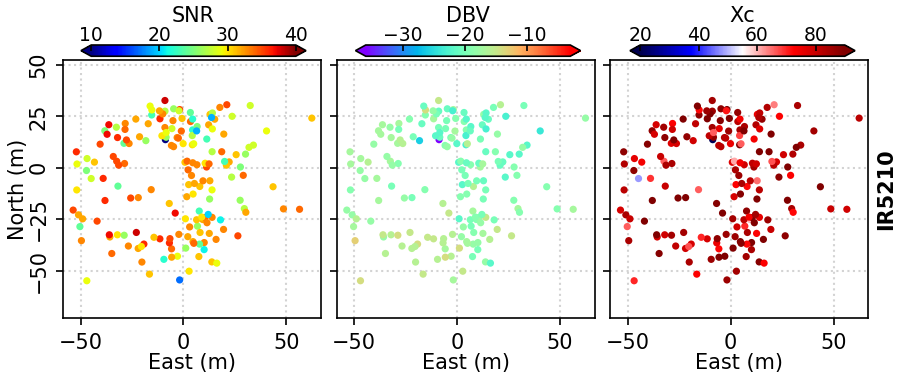 SNR DBV Xc
10 20 30 40 −30 −20 −10 20 40 60 80
50
25
0
−25
−50
North (m)
IR5210
−50 0 50 −50 0 50 −50 0 50
East (m) East (m) East (m)